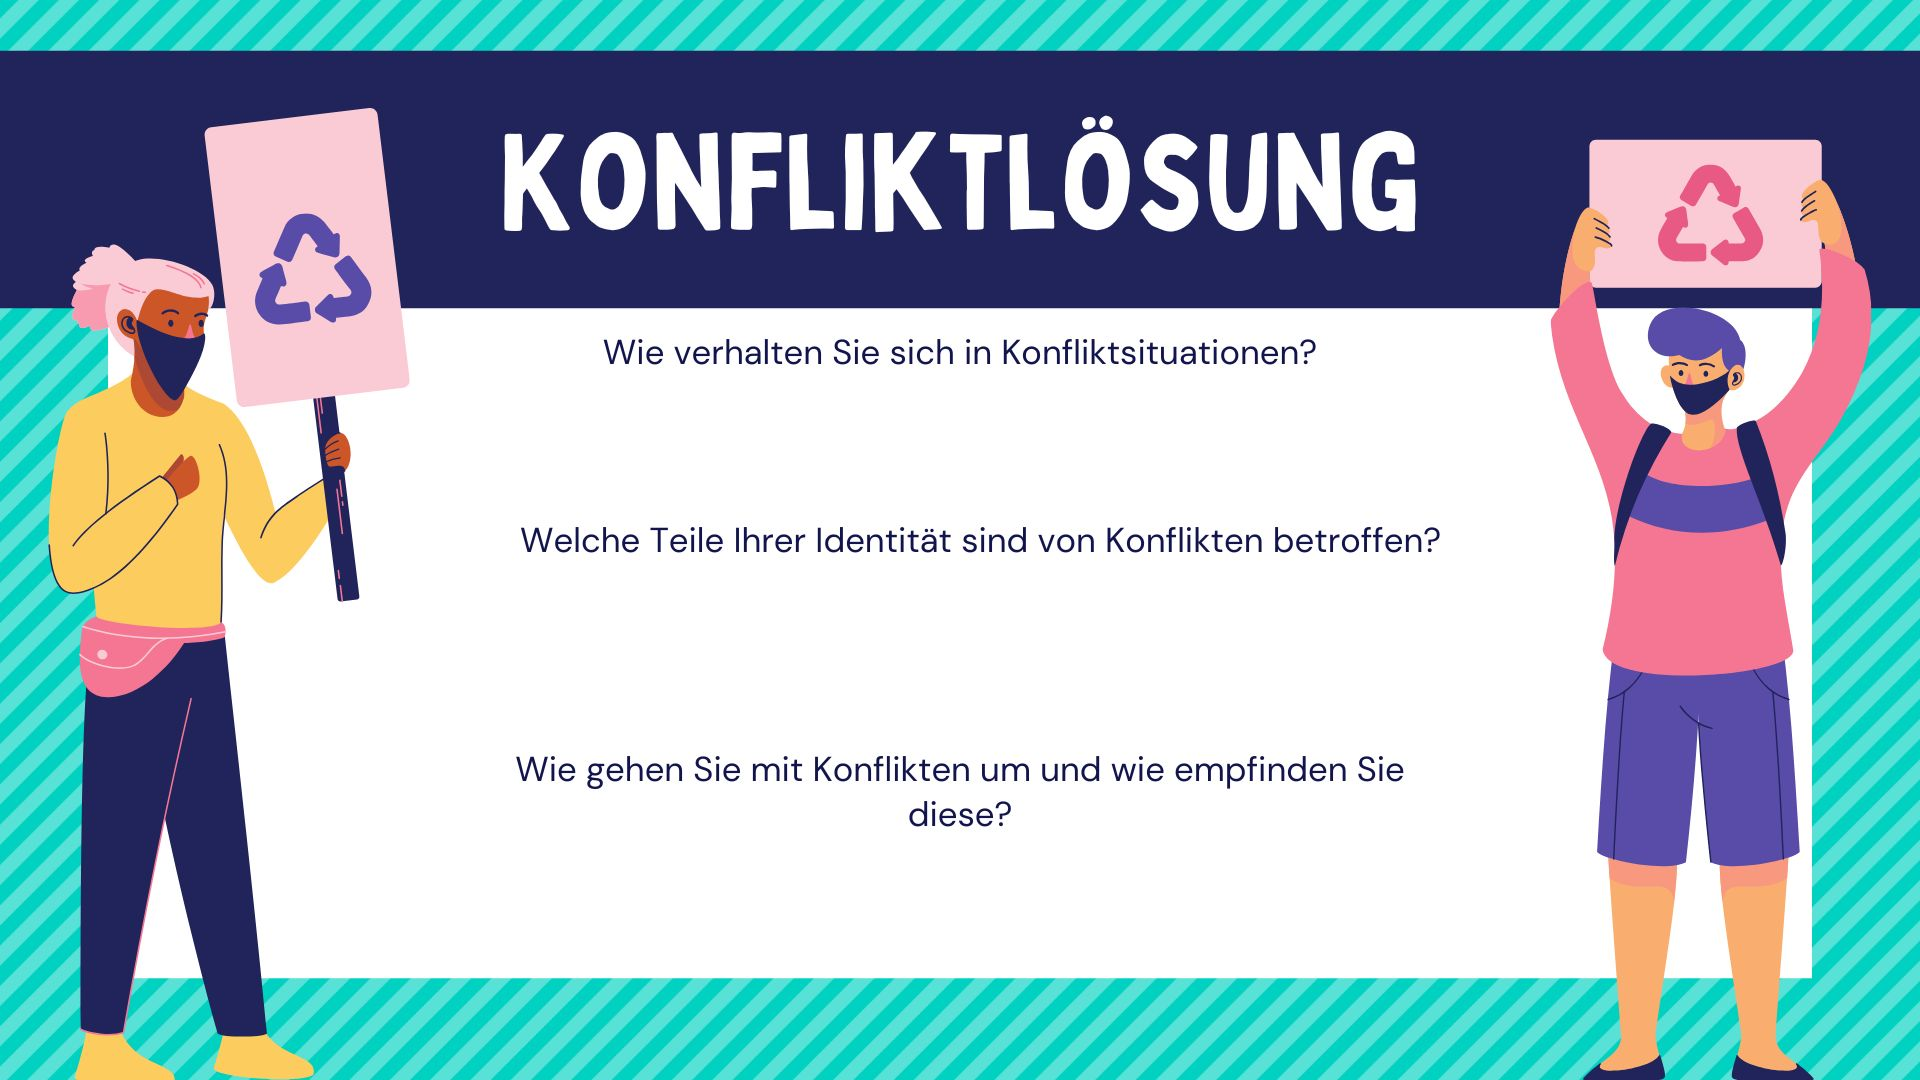 KONFLIKTLÖSUNG
Wie verhalten Sie sich in Konfliktsituationen?
Welche Teile Ihrer Identität sind von Konflikten betroffen?
Wie gehen Sie mit Konflikten um und wie empfinden Sie
diese?